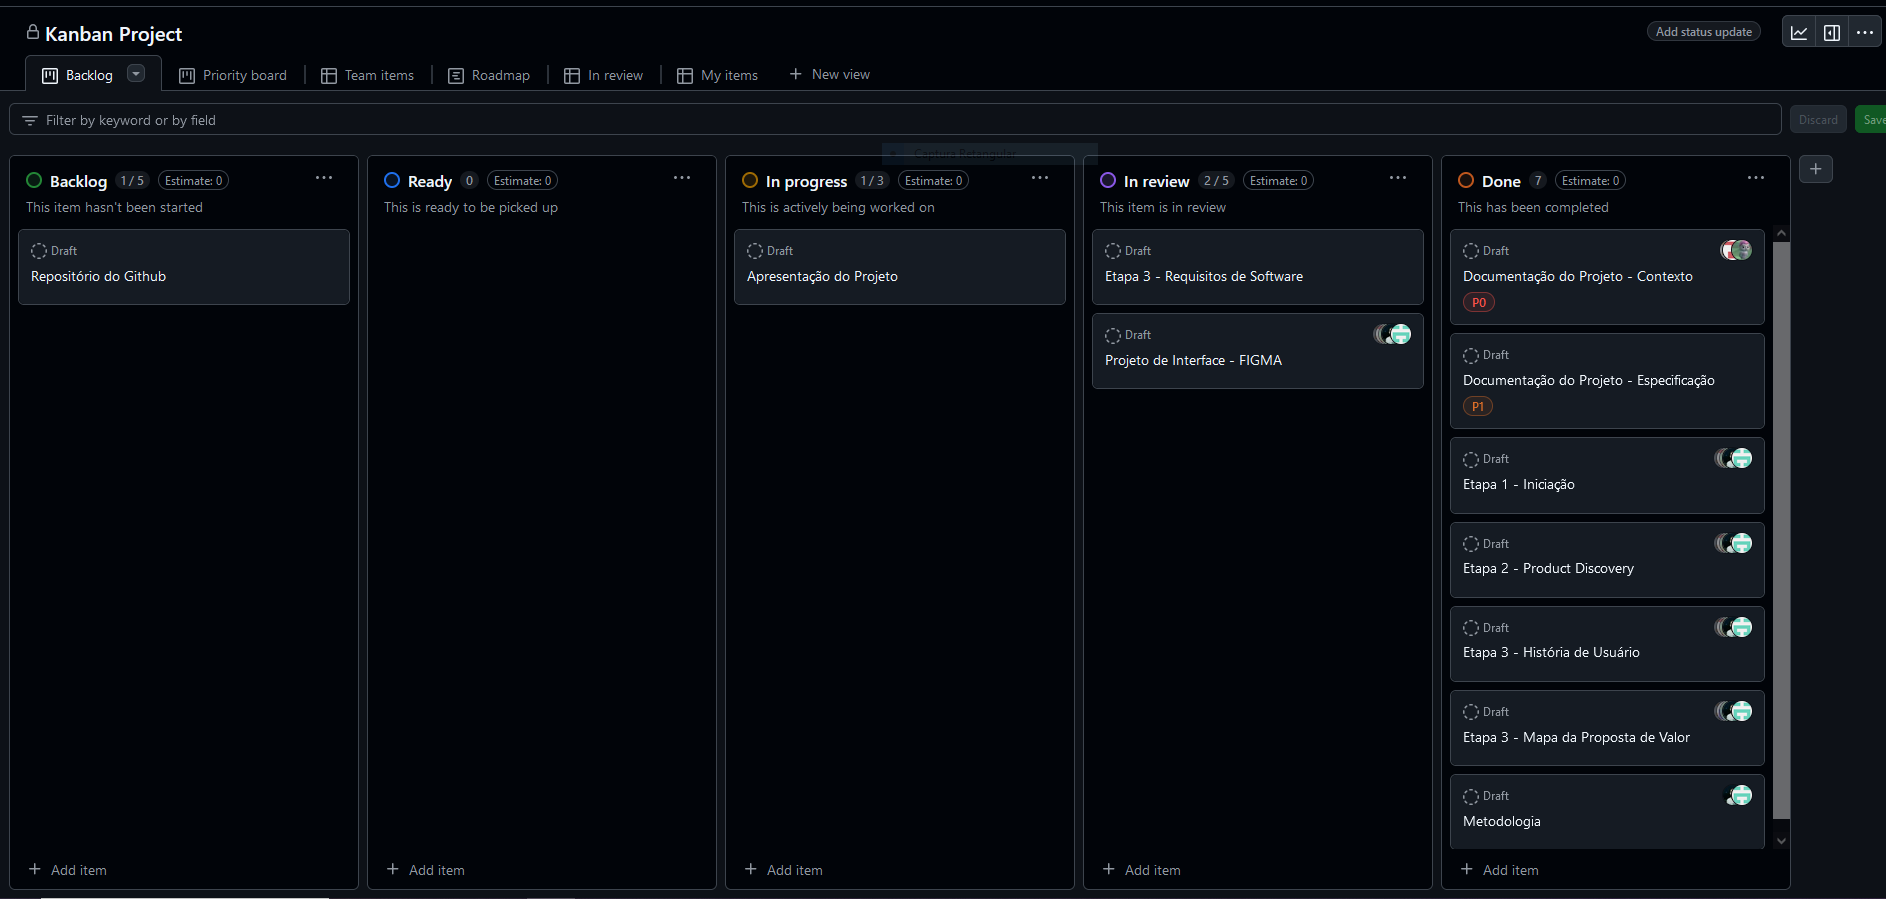 Kanban Project
Add status update
Backlog
Priority board
Team items
Roadmap
In review
My items
New view
Filter by keyword or by field
Discard
Save
Captura Retangular
Backlog 1 / 5 Estimate: 0
This item hasn't been started
Draft
Repositório do Github
Add item
Ready 0 Estimate: 0
This is ready to be picked up
Add item
In progress 1 / 3 Estimate: 0
This is actively being worked on
Draft
Apresentação do Projeto
Add item
In review 2 / 5 Estimate: 0
This item is in review
Draft
Etapa 3 - Requisitos de Software
Draft
Projeto de Interface - FIGMA
Add item
Done 7 Estimate: 0
This has been completed
Draft
Documentação do Projeto - Contexto
P0
Draft
Documentação do Projeto - Especificação
P1
Draft
Etapa 1 - Iniciação
Draft
Etapa 2 - Product Discovery
Draft
Etapa 3 - História de Usuário
Draft
Etapa 3 - Mapa da Proposta de Valor
Draft
Metodologia
Add item